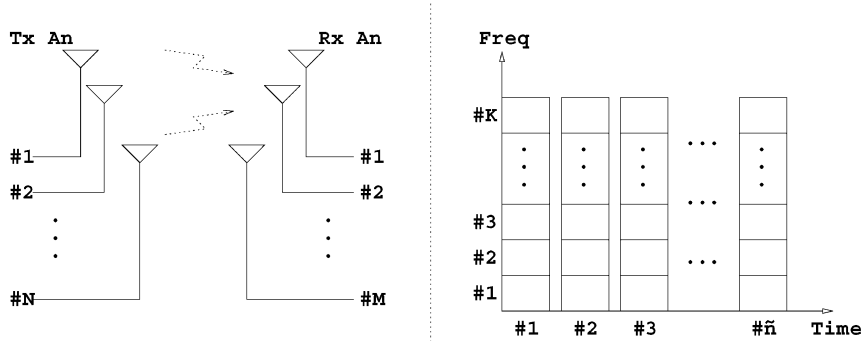 Tx An
Rx An
#1
#2
#N
#1
#2
#M
Freq
#K
#3
#2
#1
#1 #2 #3 #ñ Time